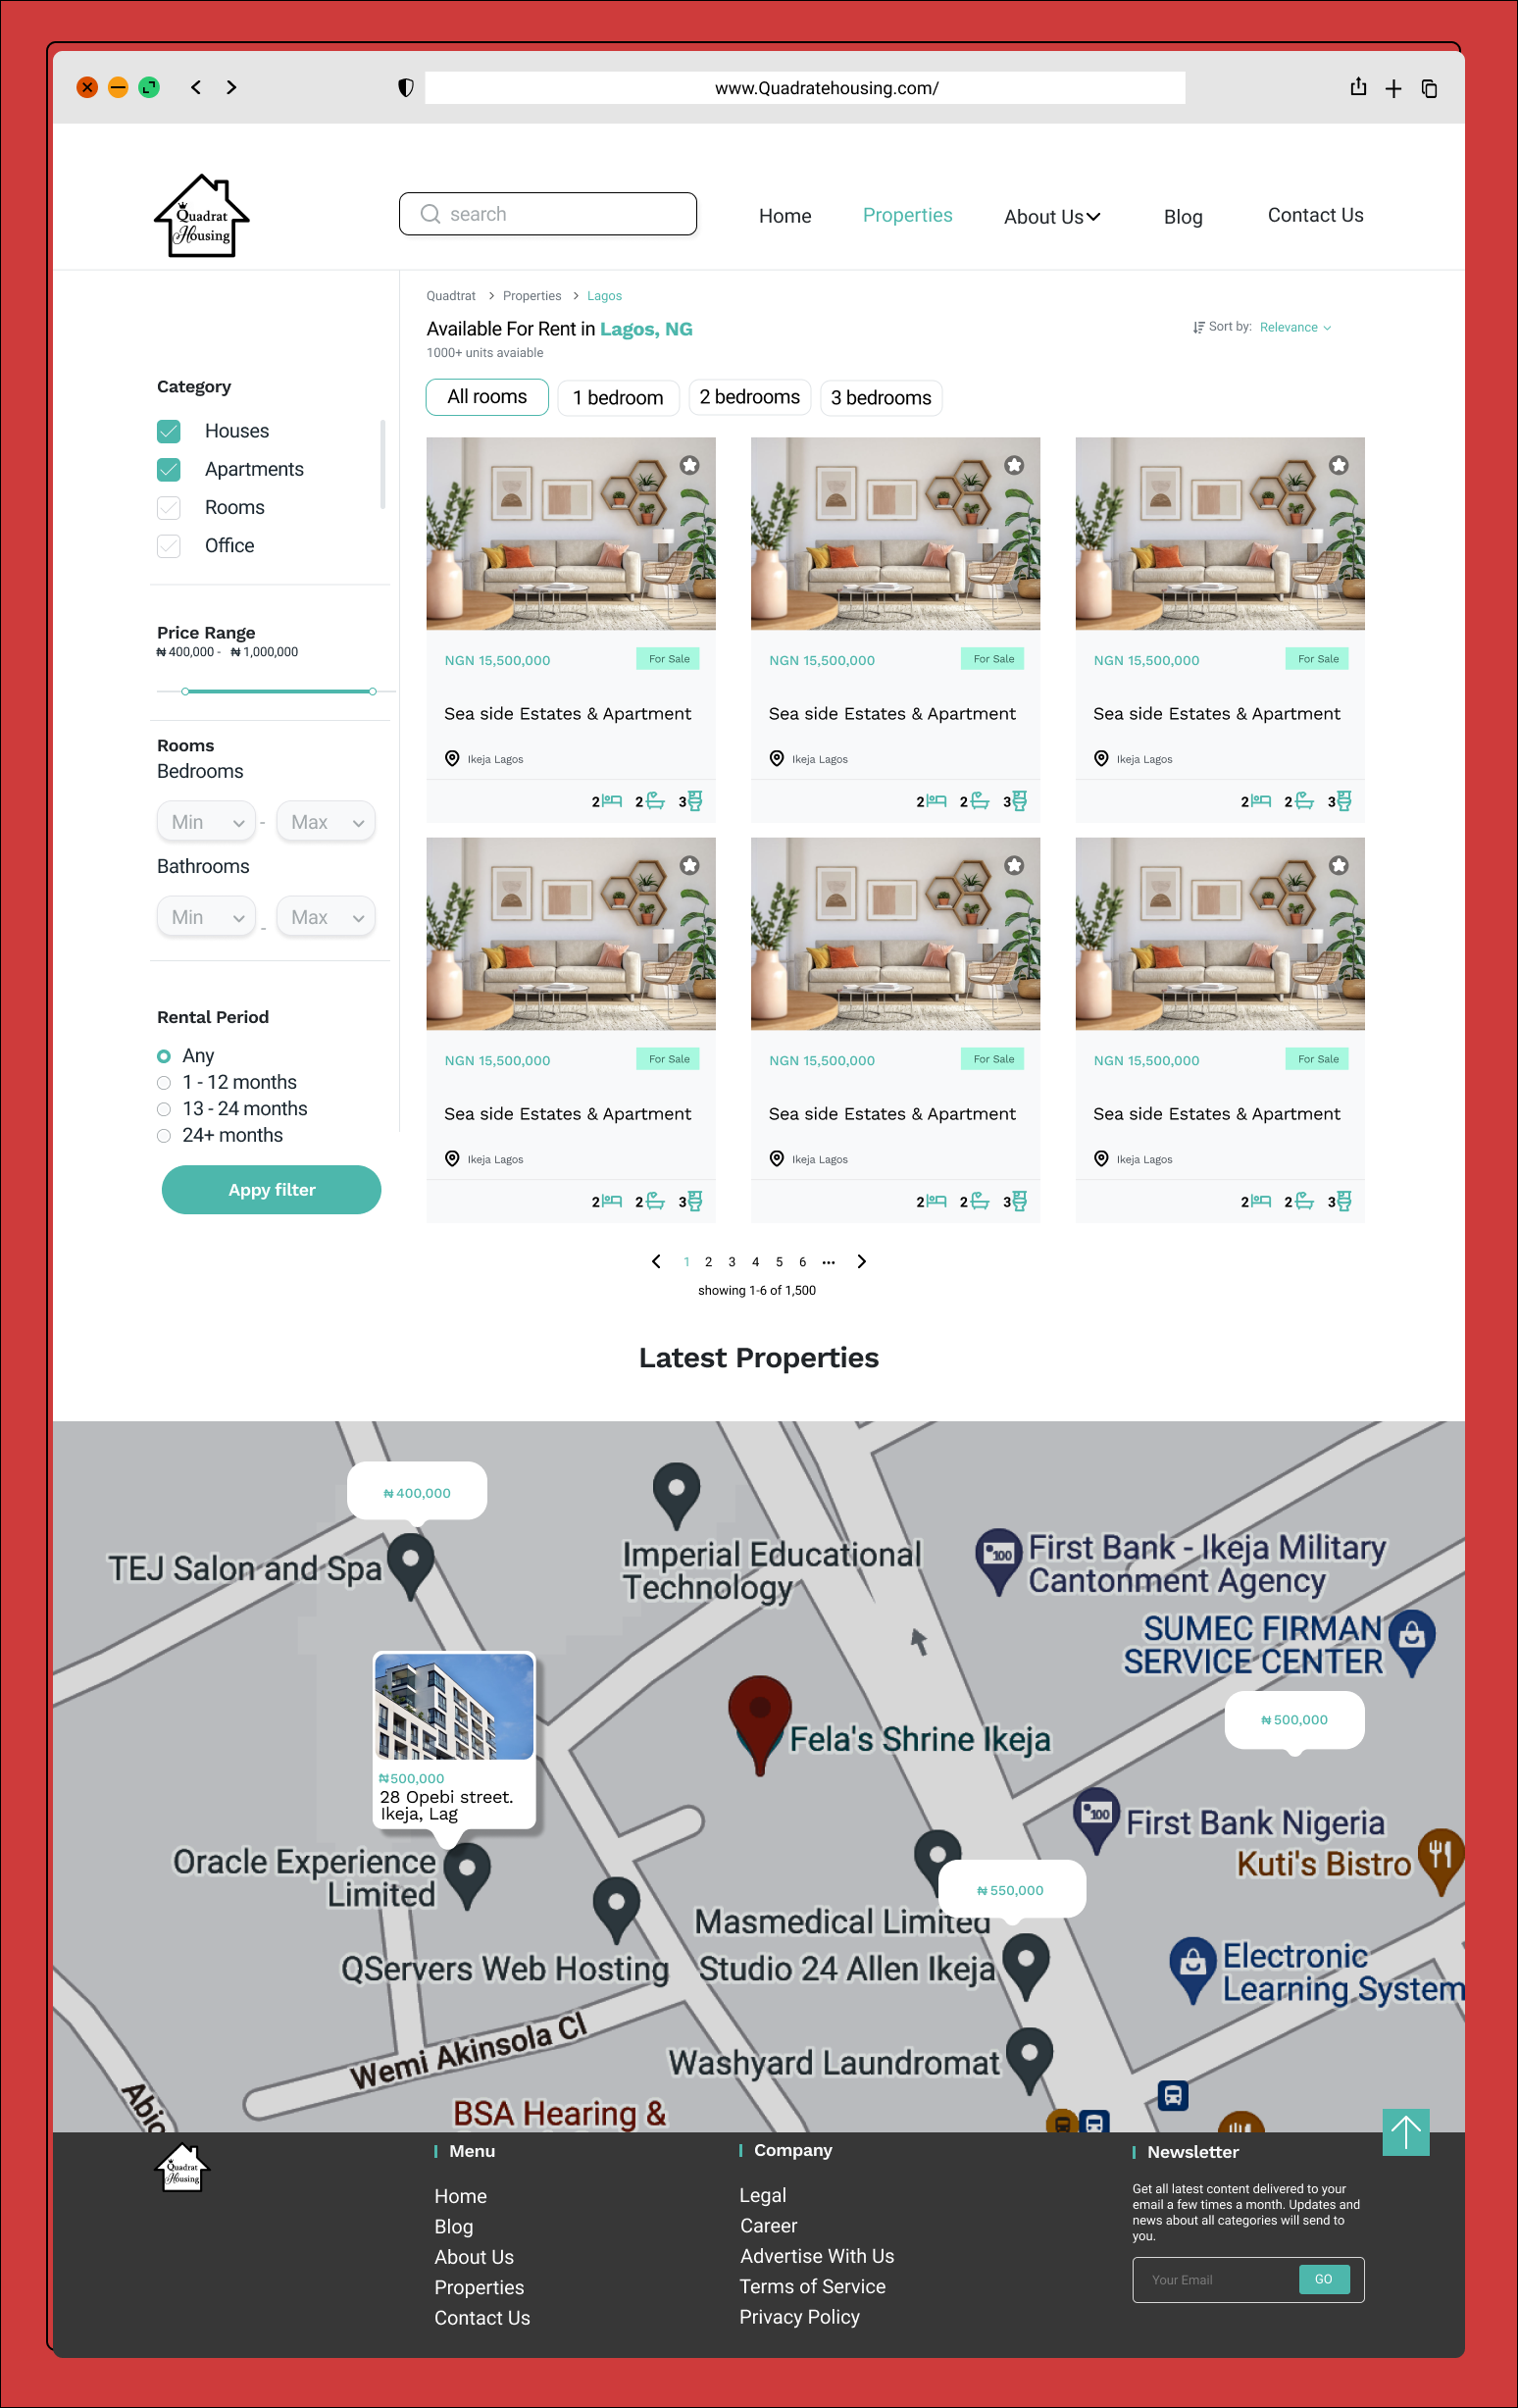 www.Quadratehousing.com/
Quadrat
Housing
search
Home
Properties
About Us
Blog
Contact Us
Quadtrat > Properties > Lagos
Available For Rent in Lagos, NG
1000+ units avaiable
Sort by: Relevance
All rooms
1 bedroom
2 bedrooms
3 bedrooms
Category
Houses
Apartments
Rooms
Office
Price Range
₦ 400,000 - ₦ 1,000,000
Rooms
Bedrooms
Min - Max
Bathrooms
Min - Max
Rental Period
Any
1 - 12 months
13 - 24 months
24+ months
Appy filter
NGN 15,500,000
For Sale
Sea side Estates & Apartment
Ikeja Lagos
2 2 3
NGN 15,500,000
For Sale
Sea side Estates & Apartment
Ikeja Lagos
2 2 3
NGN 15,500,000
For Sale
Sea side Estates & Apartment
Ikeja Lagos
2 2 3
NGN 15,500,000
For Sale
Sea side Estates & Apartment
Ikeja Lagos
2 2 3
NGN 15,500,000
For Sale
Sea side Estates & Apartment
Ikeja Lagos
2 2 3
NGN 15,500,000
For Sale
Sea side Estates & Apartment
Ikeja Lagos
2 2 3
1 2 3 4 5 6 ...
showing 1-6 of 1,500
Latest Properties
₦ 400,000
TEJ Salon and Spa
Imperial Educational
Technology
100
First Bank - Ikeja Military
Cantonment Agency
SUMEC FIRMAN
SERVICE CENTER
₦ 500,000
Fela's Shrine Ikeja
₦500,000
28 Opebi street.
Ikeja, Lag
100
First Bank Nigeria
Kuti's Bistro
Oracle Experience
Limited
₦ 550,000
Masmedical Limited
QServers Web Hosting
Studio 24 Allen Ikeja
Electronic
Learning System
Wemi Akinsola Cl
Washyard Laundromat
Abio
BSA Hearing &
Quadrat
Housing
Menu
Home
Blog
About Us
Properties
Contact Us
Company
Legal
Career
Advertise With Us
Terms of Service
Privacy Policy
Newsletter
Get all latest content delivered to your
email a few times a month. Updates and
news about all categories will send to
you.
Your Email
GO